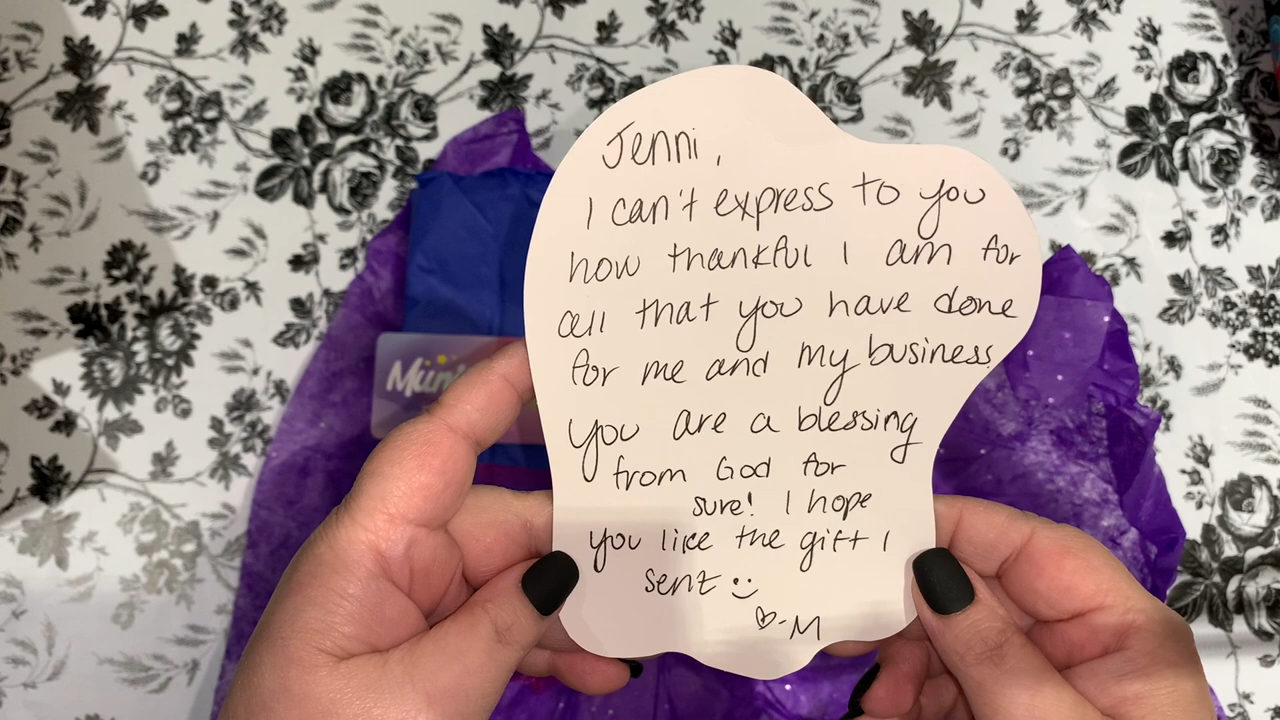 Jenni,
I can't express to you
how thankful I am for
all that you have done
for me and my business.
You are a blessing
from God for
sure! I hope
you like the gift I
sent :)
♡-M